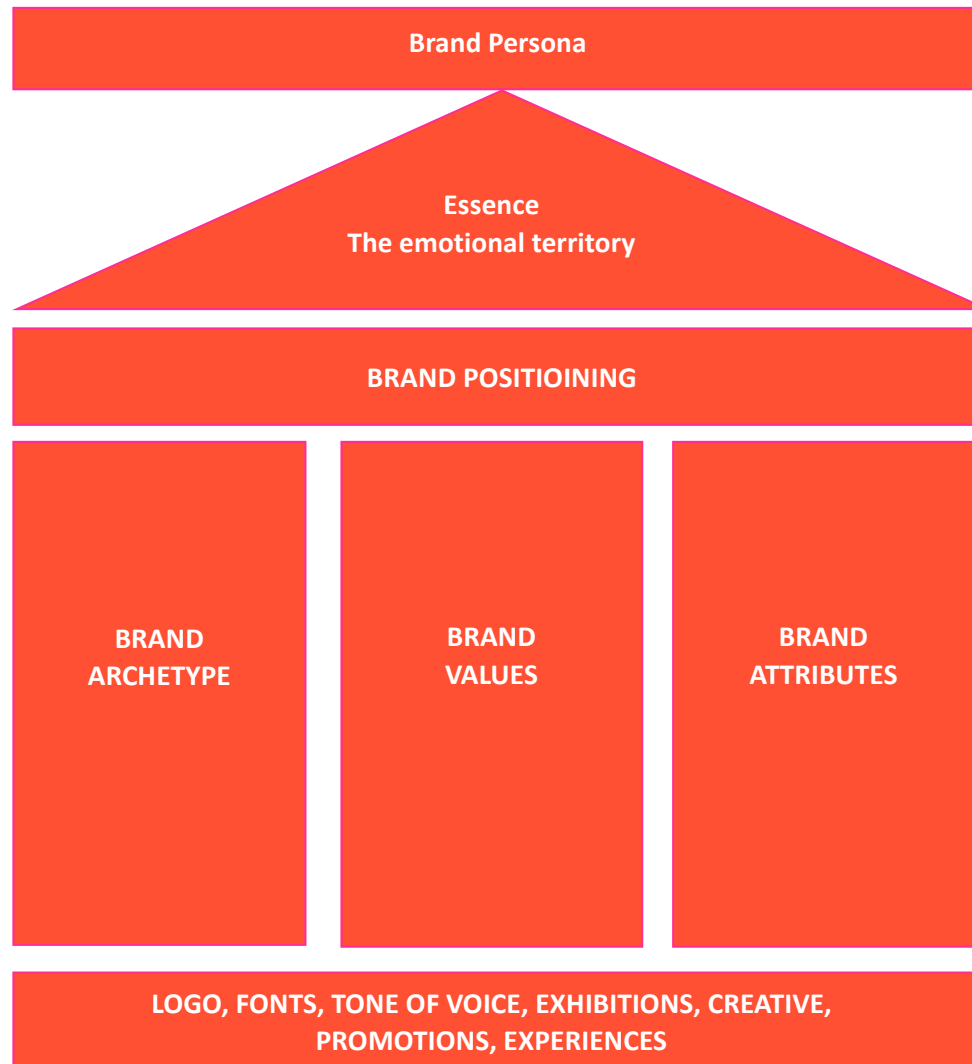 Brand Persona
Essence
The emotional territory
BRAND POSITIOINING
BRAND
ARCHETYPE
BRAND
VALUES
BRAND
ATTRIBUTES
LOGO, FONTS, TONE OF VOICE, EXHIBITIONS, CREATIVE,
PROMOTIONS, EXPERIENCES